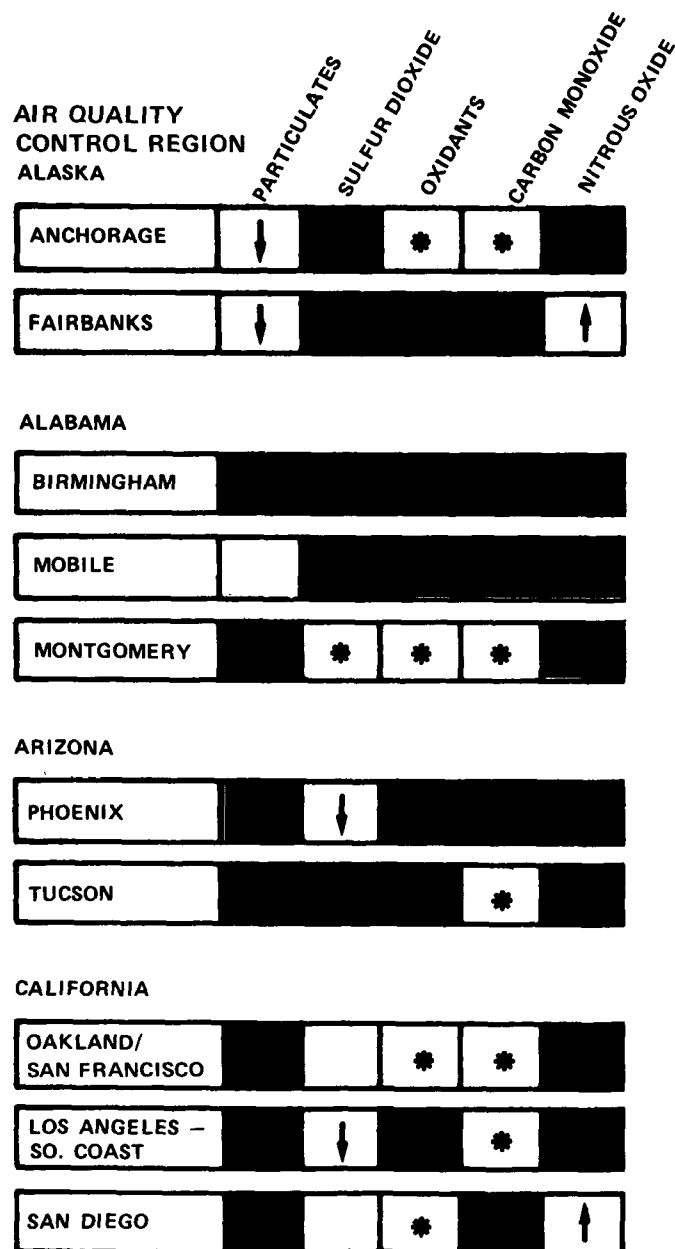 AIR QUALITY
CONTROL REGION
PARTICULATES
SULFUR DIOXIDE
OXIDANTS
CARBON MONOXIDE
NITROUS OXIDE
ALASKA
ANCHORAGE ↓ * *
FAIRBANKS ↓ ↑
ALABAMA
BIRMINGHAM
MOBILE
MONTGOMERY * * *
ARIZONA
PHOENIX ↓
TUCSON *
CALIFORNIA
OAKLAND/
SAN FRANCISCO * *
LOS ANGELES –
SO. COAST ↓ *
SAN DIEGO * ↑